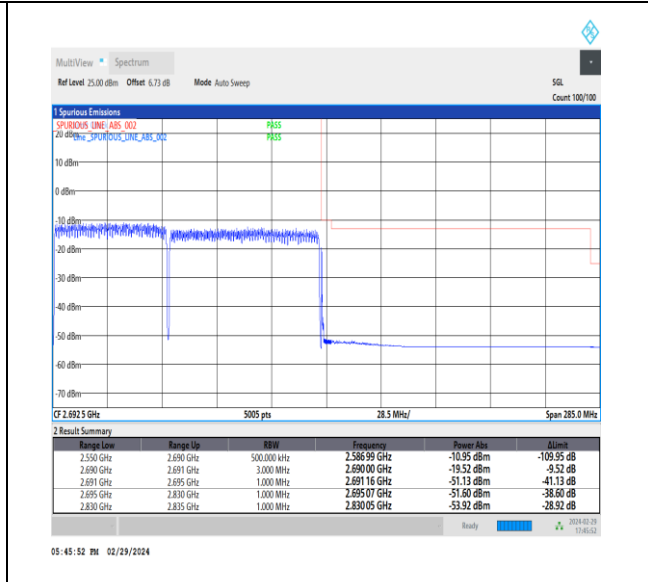 MultiView Spectrum
Ref Level 25.00 dBm Offset 6.73 dB Mode Auto Sweep SGL
Count 100/100
1 Spurious Emissions
SPURIOUS_LINE_ABS_002 PASS
20 dBm Line _SPURIOUS_LINE_ABS_002 PASS
10 dBm
0 dBm
-10 dBm
-20 dBm
-30 dBm
-40 dBm
-50 dBm
-60 dBm
-70 dBm
CF 2.692 5 GHz 5005 pts 28.5 MHz/ Span 285.0 MHz
2 Result Summary
Range Low Range Up RBW Frequency Power Abs ΔLimit
2.550 GHz 2.690 GHz 500.000 kHz 2.586 99 GHz -10.95 dBm -109.95 dB
2.690 GHz 2.691 GHz 3.000 MHz 2.690 00 GHz -19.52 dBm -9.52 dB
2.691 GHz 2.695 GHz 1.000 MHz 2.691 16 GHz -51.13 dBm -41.13 dB
2.695 GHz 2.830 GHz 1.000 MHz 2.695 07 GHz -51.60 dBm -38.60 dB
2.830 GHz 2.835 GHz 1.000 MHz 2.830 05 GHz -53.92 dBm -28.92 dB
Ready 2024-02-29
17:45:52
05:45:52 PM 02/29/2024